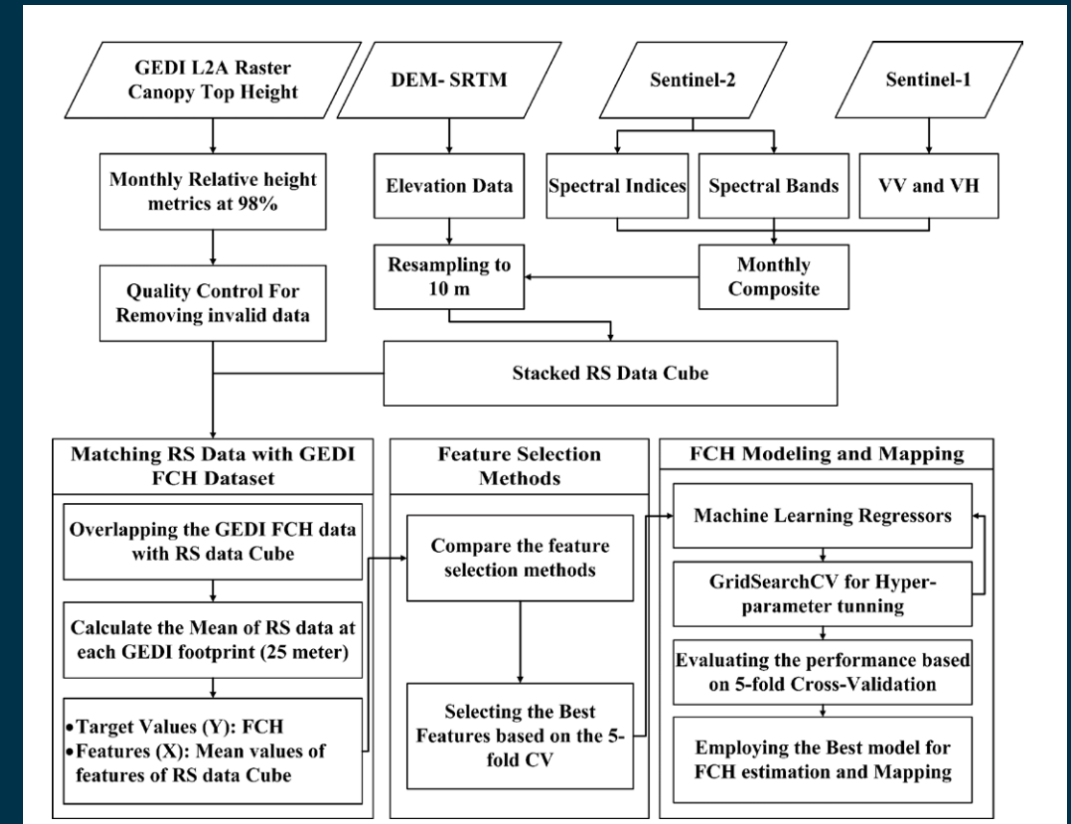 GEDI L2A Raster
Canopy Top Height
DEM- SRTM
Sentinel-2
Sentinel-1
Monthly Relative height
metrics at 98%
Elevation Data
Spectral Indices
Spectral Bands
VV and VH
Quality Control For
Removing invalid data
Resampling to
10 m
Monthly
Composite
Stacked RS Data Cube
Matching RS Data with GEDI
FCH Dataset
Overlapping the GEDI FCH data
with RS data Cube
Calculate the Mean of RS data at
each GEDI footprint (25 meter)
•Target Values (Y): FCH
•Features (X): Mean values of
features of RS data Cube
Feature Selection
Methods
Compare the feature
selection methods
Selecting the Best
Features based on the 5-
fold CV
FCH Modeling and Mapping
Machine Learning Regressors
GridSearchCV for Hyper-
parameter tunning
Evaluating the performance based
on 5-fold Cross-Validation
Employing the Best model for
FCH estimation and Mapping